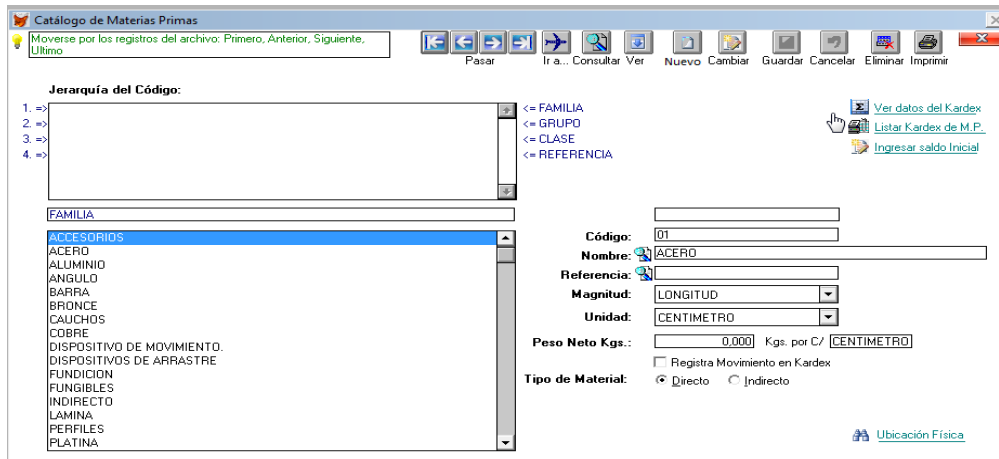 Catálogo de Materias Primas
Moverse por los registros del archivo: Primero, Anterior, Siguiente,
Ultimo
Pasar
Ir a... Consultar Ver
Nuevo Cambiar
Guardar Cancelar
Eliminar Imprimir
Jerarquía del Código:
1. => <= FAMILIA
2. => <= GRUPO
3. => <= CLASE
4. => <= REFERENCIA
Ver datos del Kardex
Listar Kardex de M.P.
Ingresar saldo Inicial
FAMILIA
ACCESORIOS
ACERO
ALUMINIO
ANGULO
BARRA
BRONCE
CAUCHOS
COBRE
DISPOSITIVO DE MOVIMIENTO.
DISPOSITIVOS DE ARRASTRE
FUNDICION
FUNGIBLES
INDIRECTO
LAMINA
PERFILES
PLATINA
Código: 01
Nombre: ACERO
Referencia:
Magnitud: LONGITUD
Unidad: CENTIMETRO
Peso Neto Kgs.: 0,000 Kgs. por C/ CENTIMETRO
Registra Movimiento en Kardex
Tipo de Material: Directo Indirecto
Ubicación Física